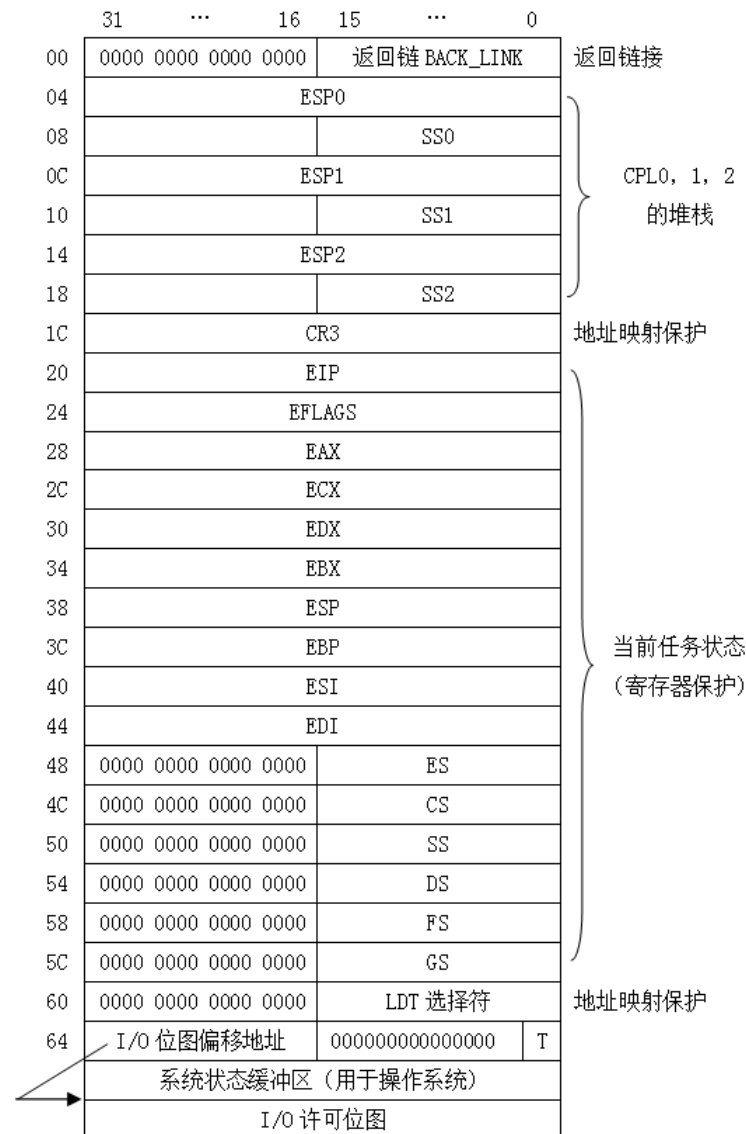 31 ··· 16 15 ··· 0
00 0000 0000 0000 0000 返回链 BACK_LINK 返回链接
04 ESP0
08 SS0
0C ESP1 CPL0, 1, 2
10 SS1 的堆栈
14 ESP2
18 SS2
1C CR3 地址映射保护
20 EIP
24 EFLAGS
28 EAX
2C ECX
30 EDX
34 EBX
38 ESP
3C EBP 当前任务状态
40 ESI (寄存器保护)
44 EDI
48 0000 0000 0000 0000 ES
4C 0000 0000 0000 0000 CS
50 0000 0000 0000 0000 SS
54 0000 0000 0000 0000 DS
58 0000 0000 0000 0000 FS
5C 0000 0000 0000 0000 GS
60 0000 0000 0000 0000 LDT 选择符 地址映射保护
64 I/O 位图偏移地址 000000000000000 T
系统状态缓冲区（用于操作系统）
I/O 许可位图